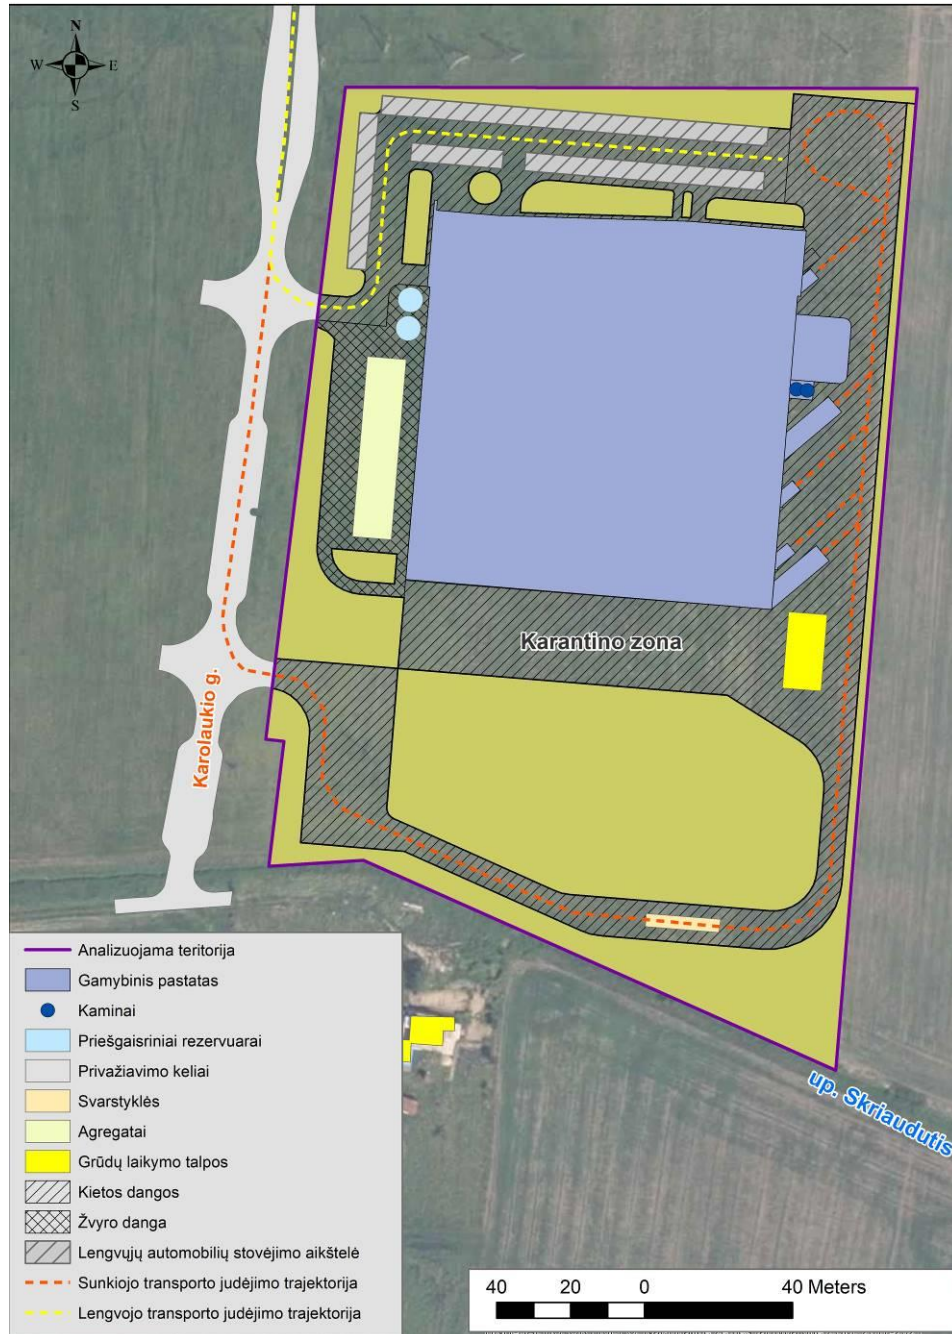 N
W E
S
Karantino zona
Karolaukio g.
up. Skriaudutis
Analizuojama teritorija
Gamybinis pastatas
Kaminai
Priešgaisriniai rezervuarai
Privažiavimo keliai
Svarstyklės
Agregatai
Grūdų laikymo talpos
Kietos dangos
Žvyro danga
Lengvųjų automobilių stovėjimo aikštelė
Sunkiojo transporto judėjimo trajektorija
Lengvojo transporto judėjimo trajektorija
40 20 0 40 Meters